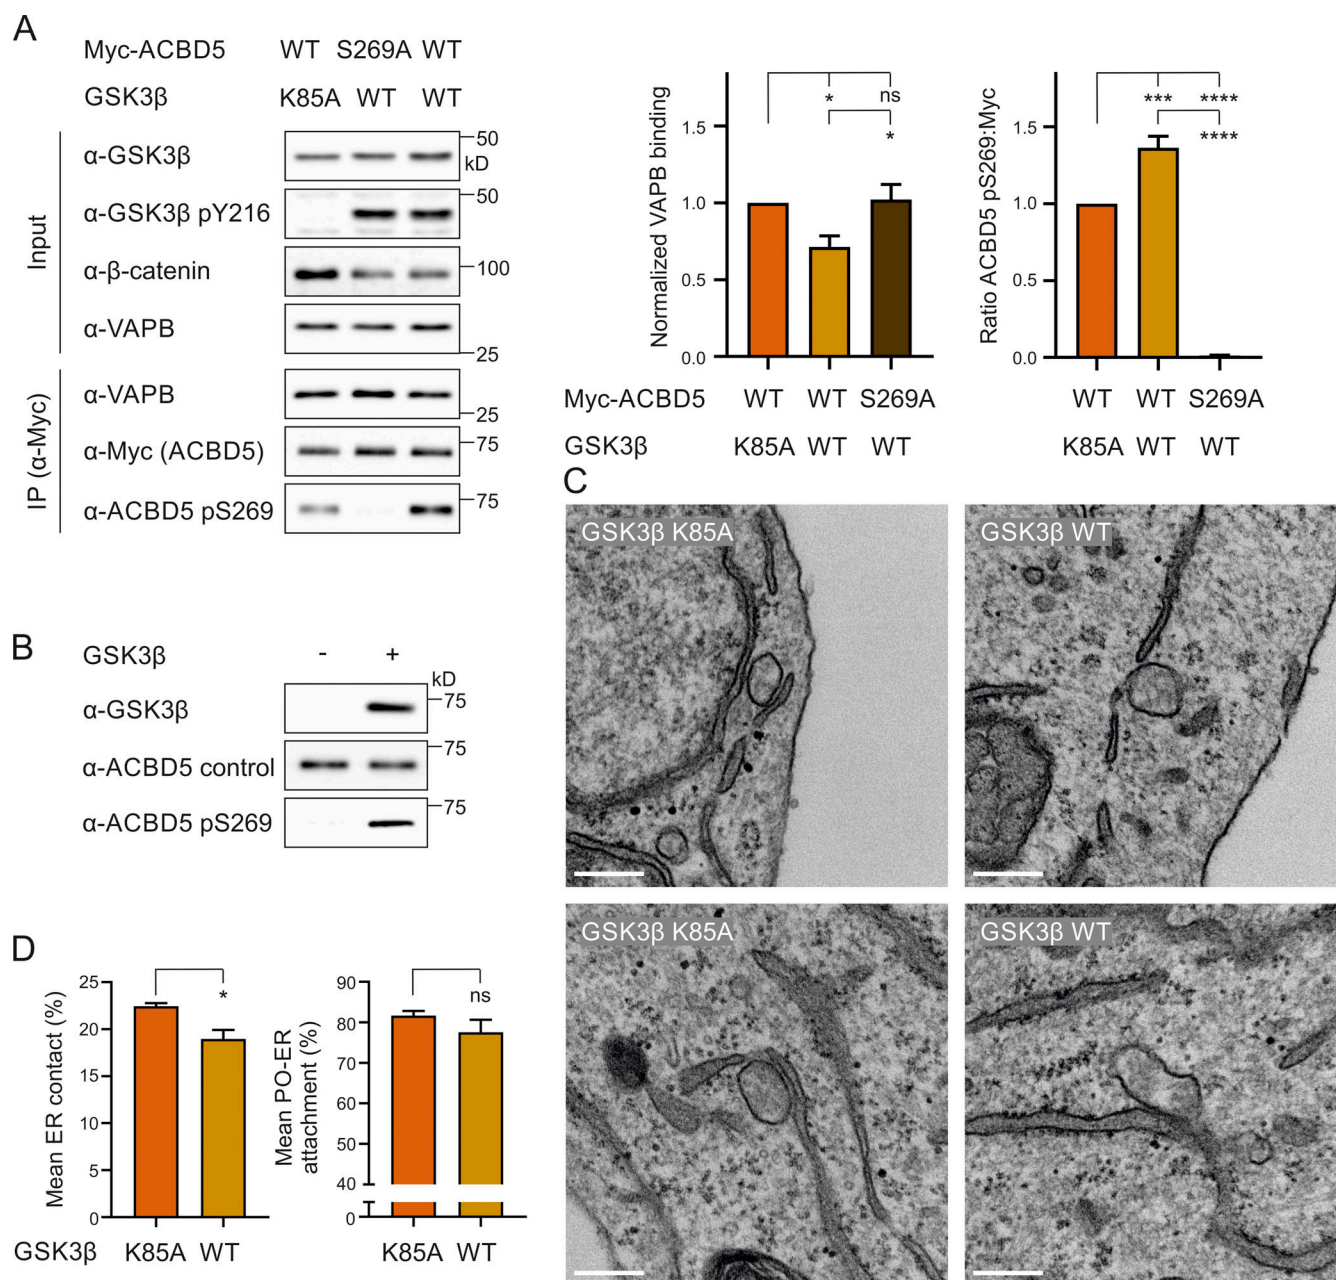 A
Myc-ACBD5 WT S269A WT
GSK3β K85A WT WT
Input
α-GSK3β 50 kD
α-GSK3β pY216 50
α-β-catenin 100
α-VAPB 25
IP (α-Myc)
α-VAPB 25
α-Myc (ACBD5) 75
α-ACBD5 pS269 75
Normalized VAPB binding
1.5
1.0
0.5
0.0
* ns
*
Myc-ACBD5 WT WT S269A
GSK3β K85A WT WT
Ratio ACBD5 pS269:Myc
1.5
1.0
0.5
0.0
*** ****
****
WT WT S269A
K85A WT WT
B
GSK3β - +
kD
α-GSK3β 75
α-ACBD5 control 75
α-ACBD5 pS269 75
C
GSK3β K85A
GSK3β WT
GSK3β K85A
GSK3β WT
D
Mean ER contact (%)
25
20
15
10
5
0
*
GSK3β K85A WT
Mean PO-ER
attachment (%)
90
80
70
60
50
40
0
ns
K85A WT